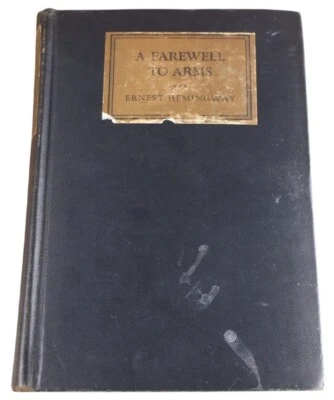 A FAREWELL
TO ARMS
ERNEST HEMINGWAY